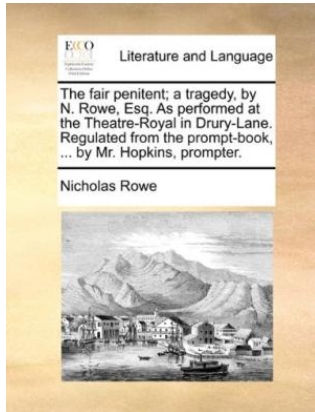 ECCO
Literature and Language
The fair penitent; a tragedy, by
N. Rowe, Esq. As performed at
the Theatre-Royal in Drury-Lane.
Regulated from the prompt-book,
... by Mr. Hopkins, prompter.
Nicholas Rowe